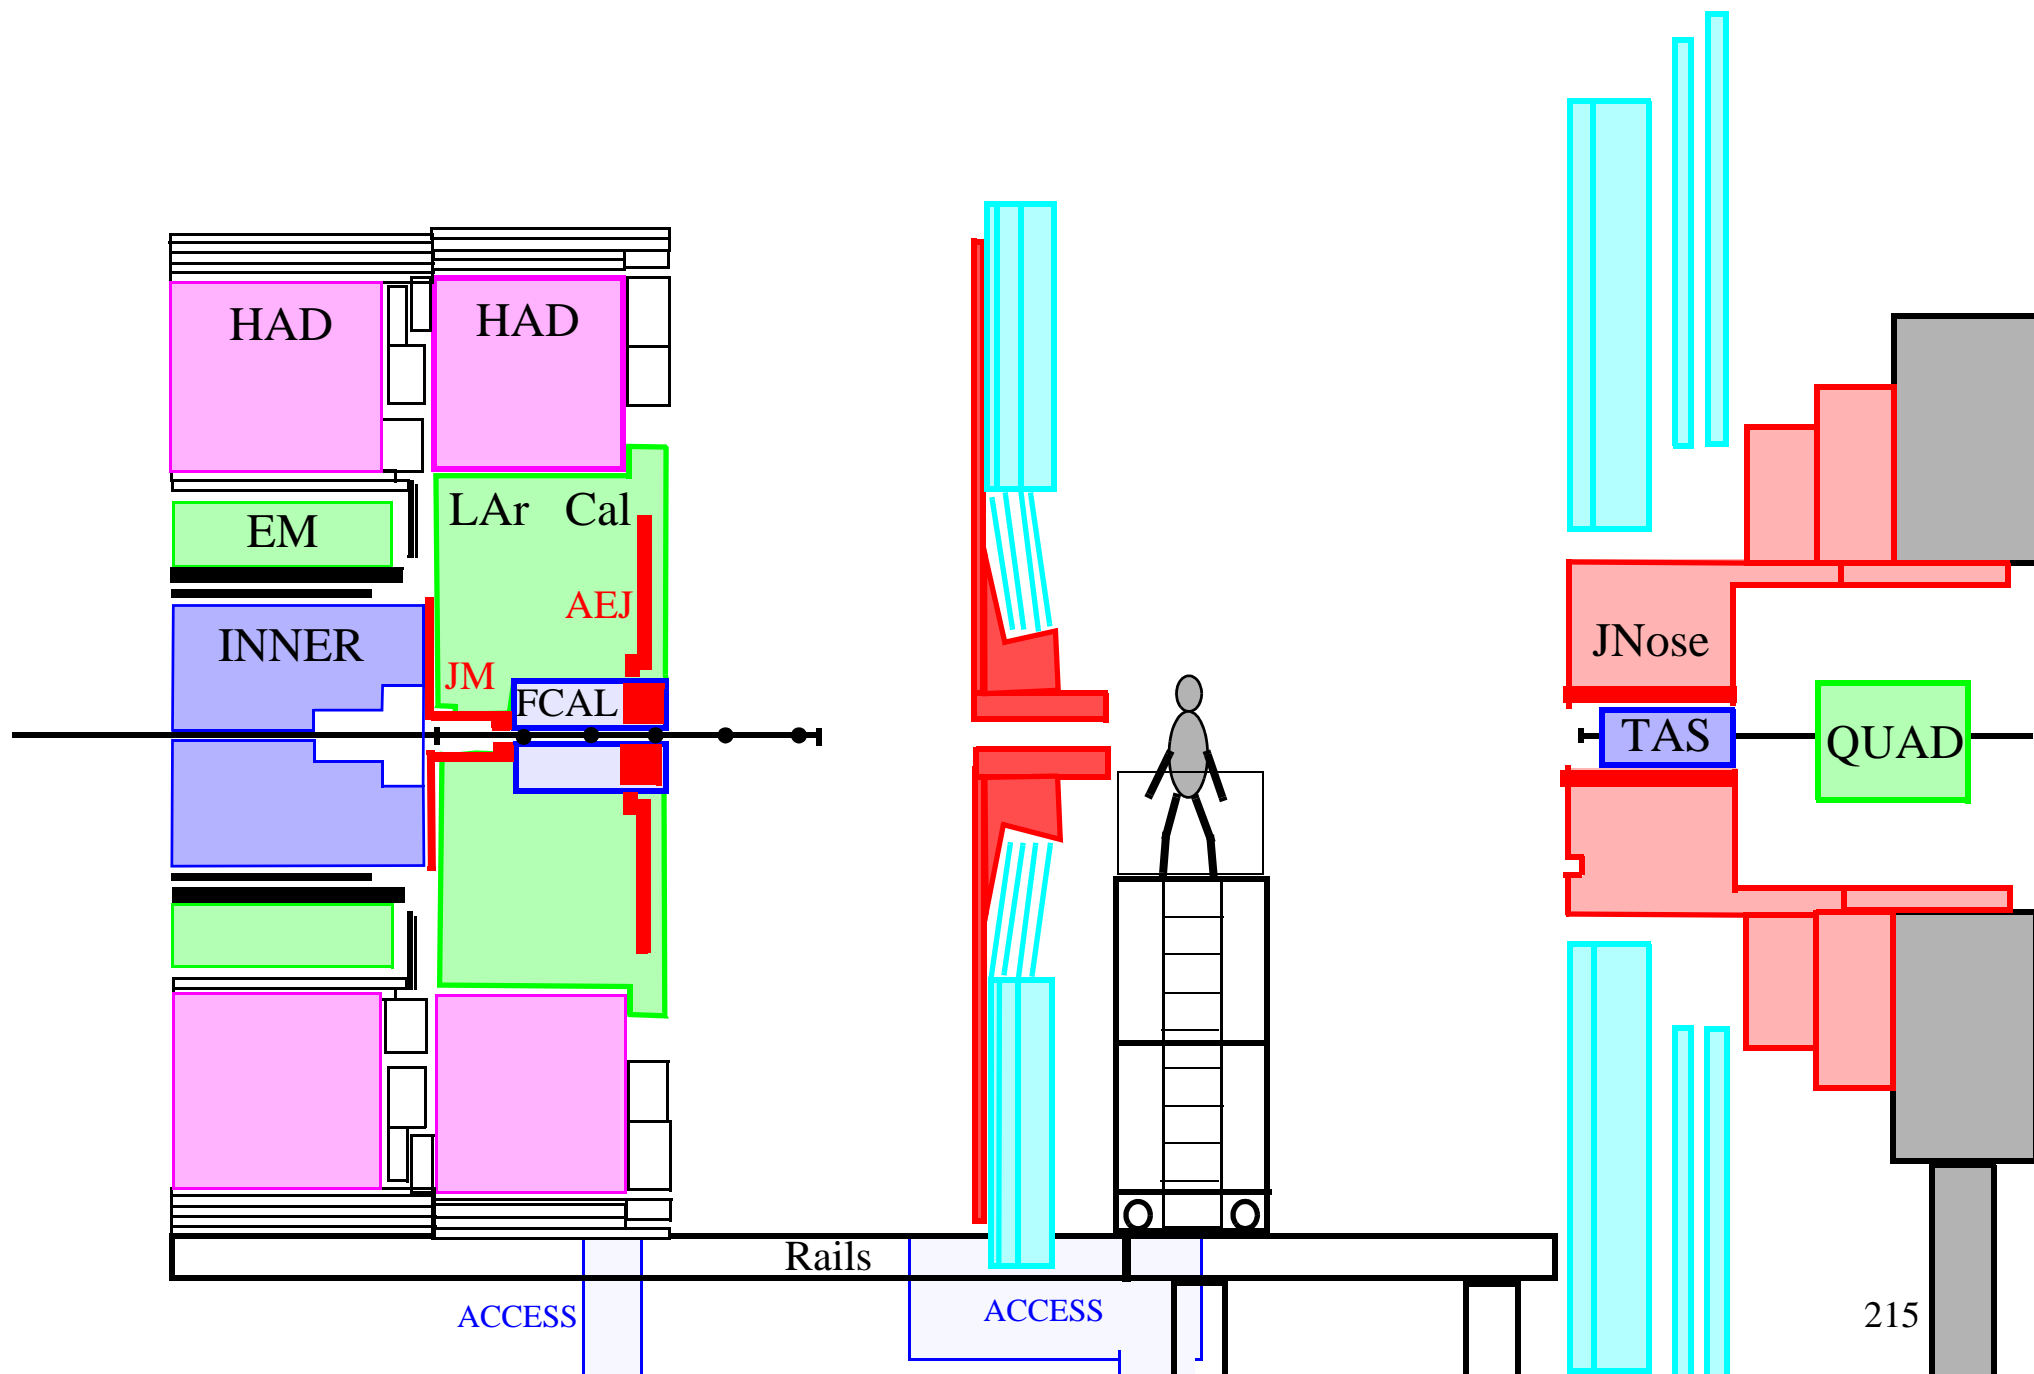 HAD
HAD
LAr Cal
EM
AEJ
INNER
JNose
JM
FCAL
TAS
QUAD
Rails
ACCESS
ACCESS
215